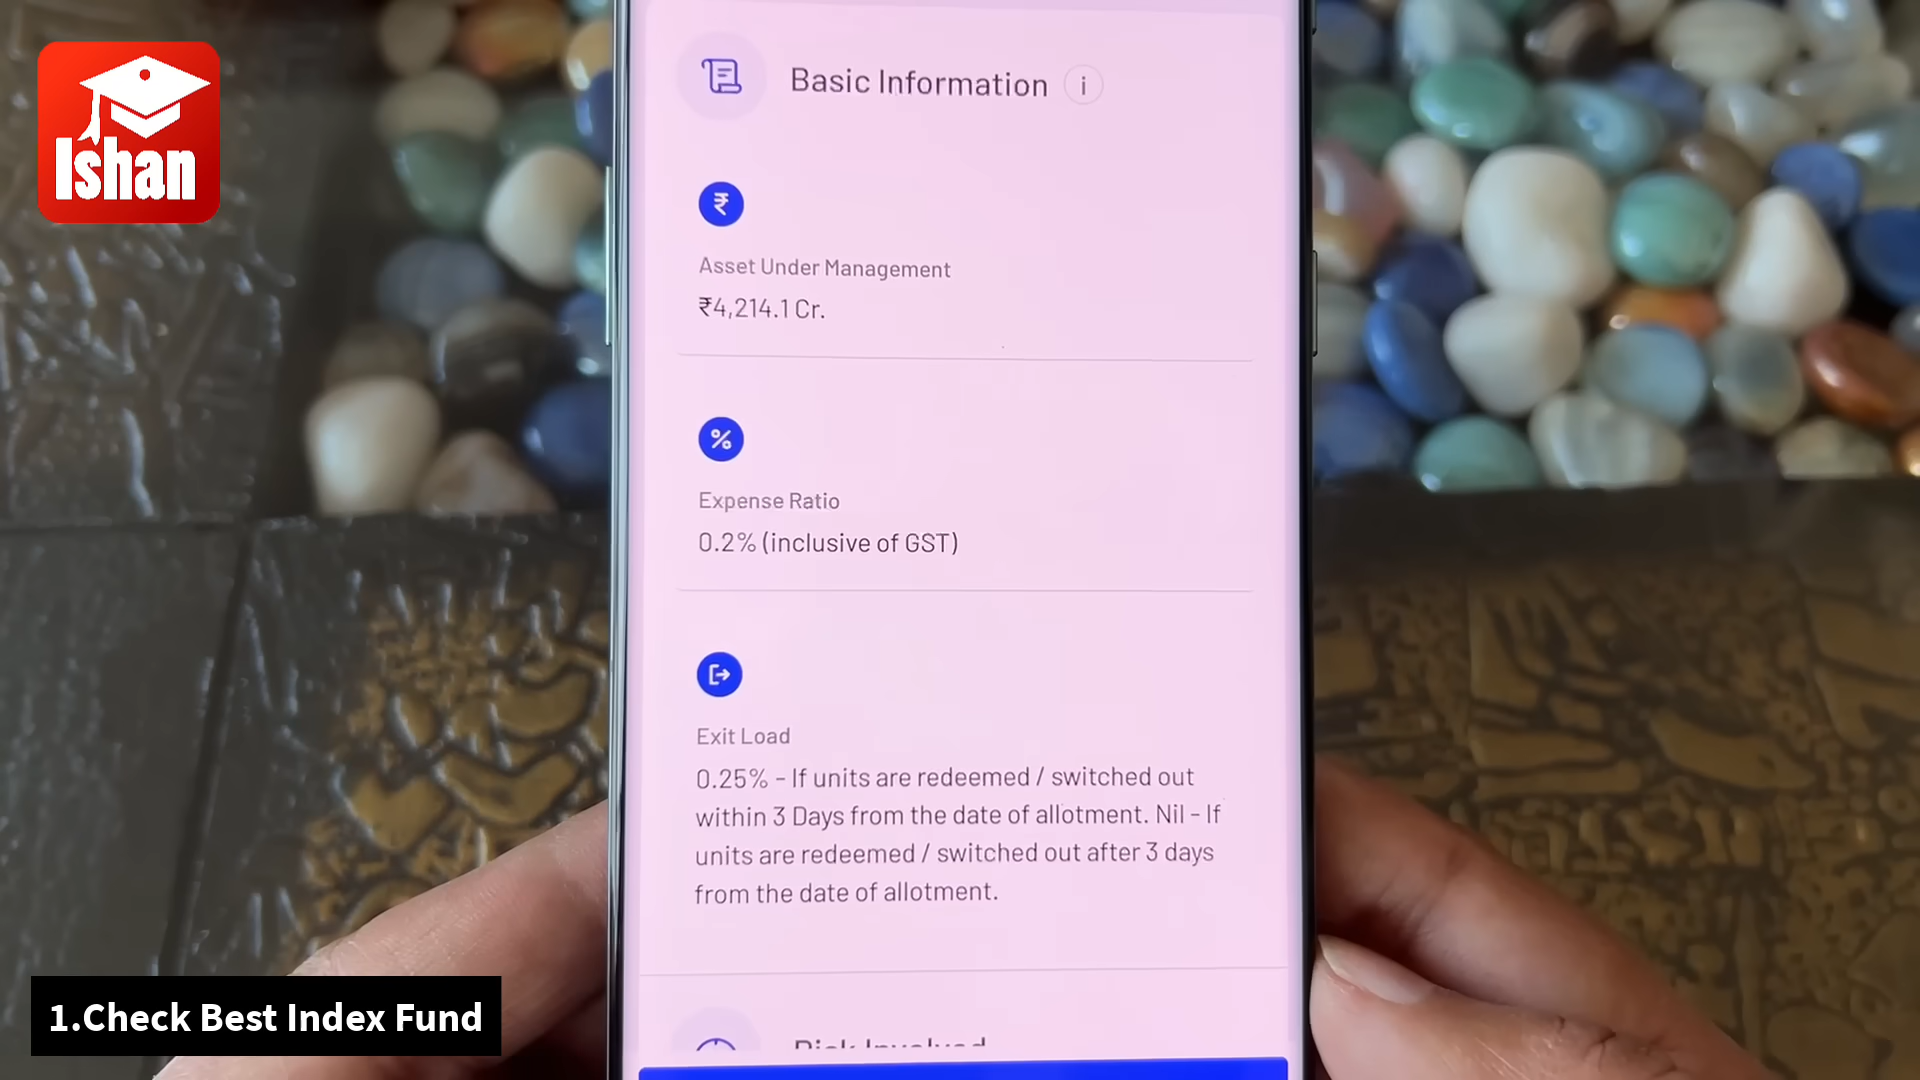 Ishan
Basic Information
i
₹
Asset Under Management
₹4,214.1 Cr.
%
Expense Ratio
0.2% (inclusive of GST)
Exit Load
0.25% - If units are redeemed / switched out
within 3 Days from the date of allotment. Nil - If
units are redeemed / switched out after 3 days
from the date of allotment.
Risk Involved
1.Check Best Index Fund